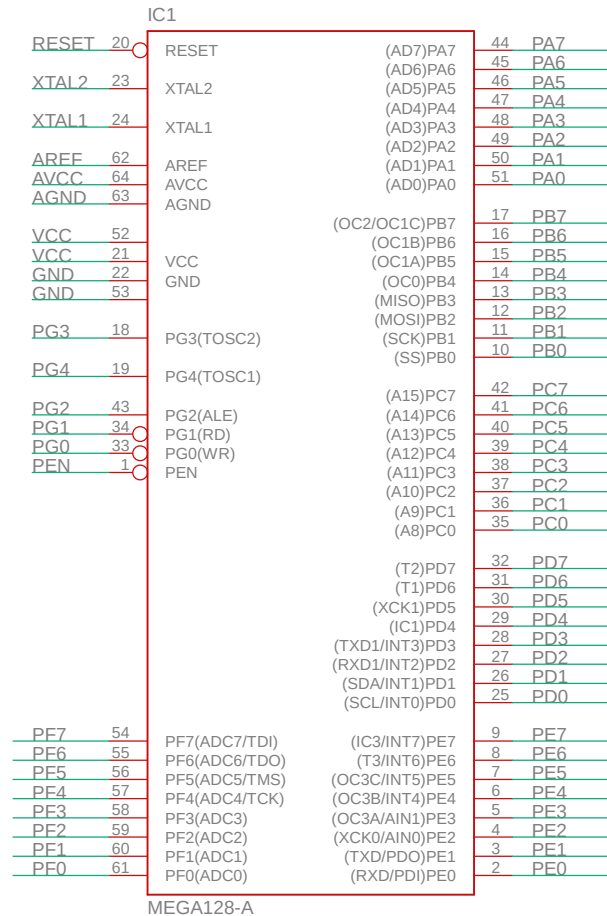 IC1
RESET 20 RESET (AD7)PA7 44 PA7
(AD6)PA6 45 PA6
XTAL2 23 XTAL2 (AD5)PA5 46 PA5
(AD4)PA4 47 PA4
XTAL1 24 XTAL1 (AD3)PA3 48 PA3
(AD2)PA2 49 PA2
AREF 62 AREF (AD1)PA1 50 PA1
AVCC 64 AVCC (AD0)PA0 51 PA0
AGND 63 AGND
(OC2/OC1C)PB7 17 PB7
VCC 52 (OC1B)PB6 16 PB6
VCC 21 VCC (OC1A)PB5 15 PB5
GND 22 GND (OC0)PB4 14 PB4
GND 53 (MISO)PB3 13 PB3
(MOSI)PB2 12 PB2
PG3 18 PG3(TOSC2) (SCK)PB1 11 PB1
(SS)PB0 10 PB0
PG4 19 PG4(TOSC1)
(A15)PC7 42 PC7
PG2 43 PG2(ALE) (A14)PC6 41 PC6
PG1 34 PG1(RD) (A13)PC5 40 PC5
PG0 33 PG0(WR) (A12)PC4 39 PC4
PEN 1 PEN (A11)PC3 38 PC3
(A10)PC2 37 PC2
(A9)PC1 36 PC1
(A8)PC0 35 PC0
(T2)PD7 32 PD7
(T1)PD6 31 PD6
(XCK1)PD5 30 PD5
(IC1)PD4 29 PD4
(TXD1/INT3)PD3 28 PD3
(RXD1/INT2)PD2 27 PD2
(SDA/INT1)PD1 26 PD1
(SCL/INT0)PD0 25 PD0
PF7 54 PF7(ADC7/TDI) (IC3/INT7)PE7 9 PE7
PF6 55 PF6(ADC6/TDO) (T3/INT6)PE6 8 PE6
PF5 56 PF5(ADC5/TMS) (OC3C/INT5)PE5 7 PE5
PF4 57 PF4(ADC4/TCK) (OC3B/INT4)PE4 6 PE4
PF3 58 PF3(ADC3) (OC3A/AIN1)PE3 5 PE3
PF2 59 PF2(ADC2) (XCK0/AIN0)PE2 4 PE2
PF1 60 PF1(ADC1) (TXD/PDO)PE1 3 PE1
PF0 61 PF0(ADC0) (RXD/PDI)PE0 2 PE0
MEGA128-A